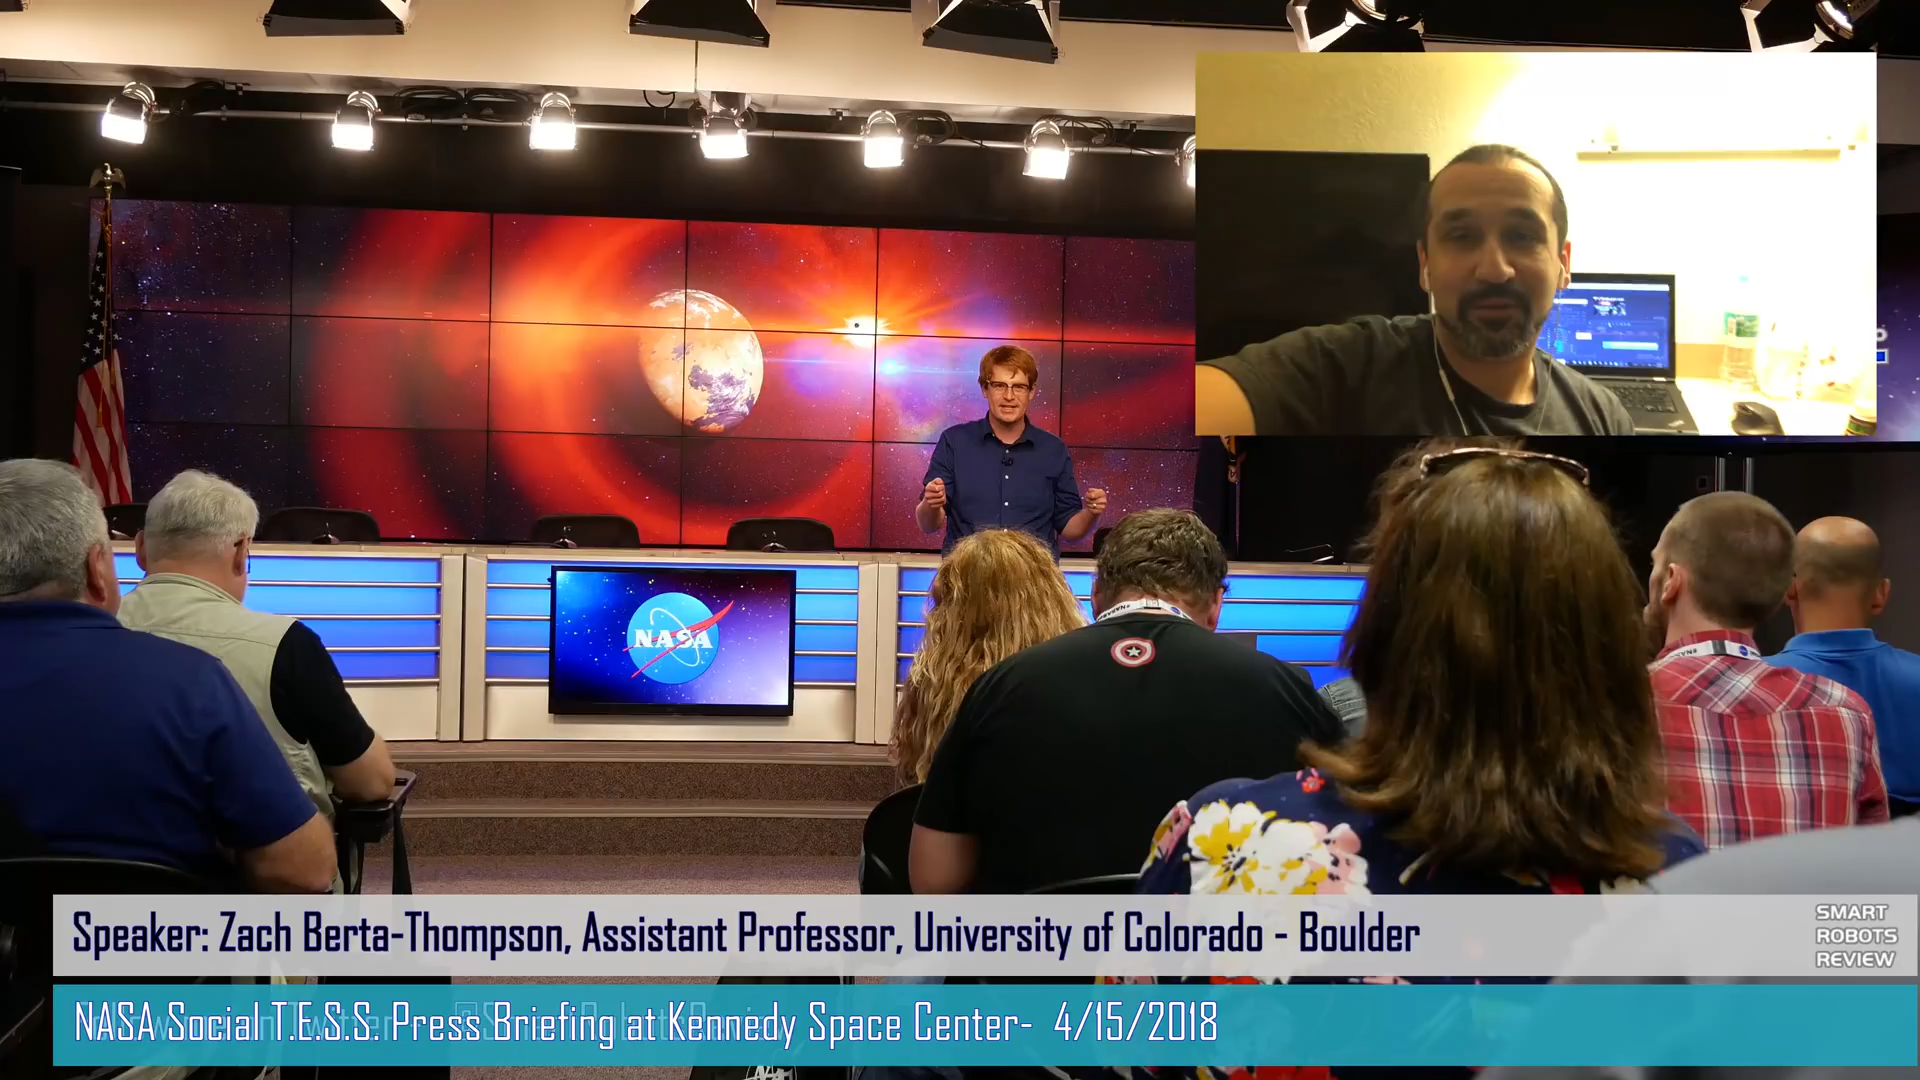 NASA
Speaker: Zach Berta-Thompson, Assistant Professor, University of Colorado - Boulder
SMART
ROBOTS
REVIEW
NASA Social T.E.S.S. Press Briefing at Kennedy Space Center- 4/15/2018